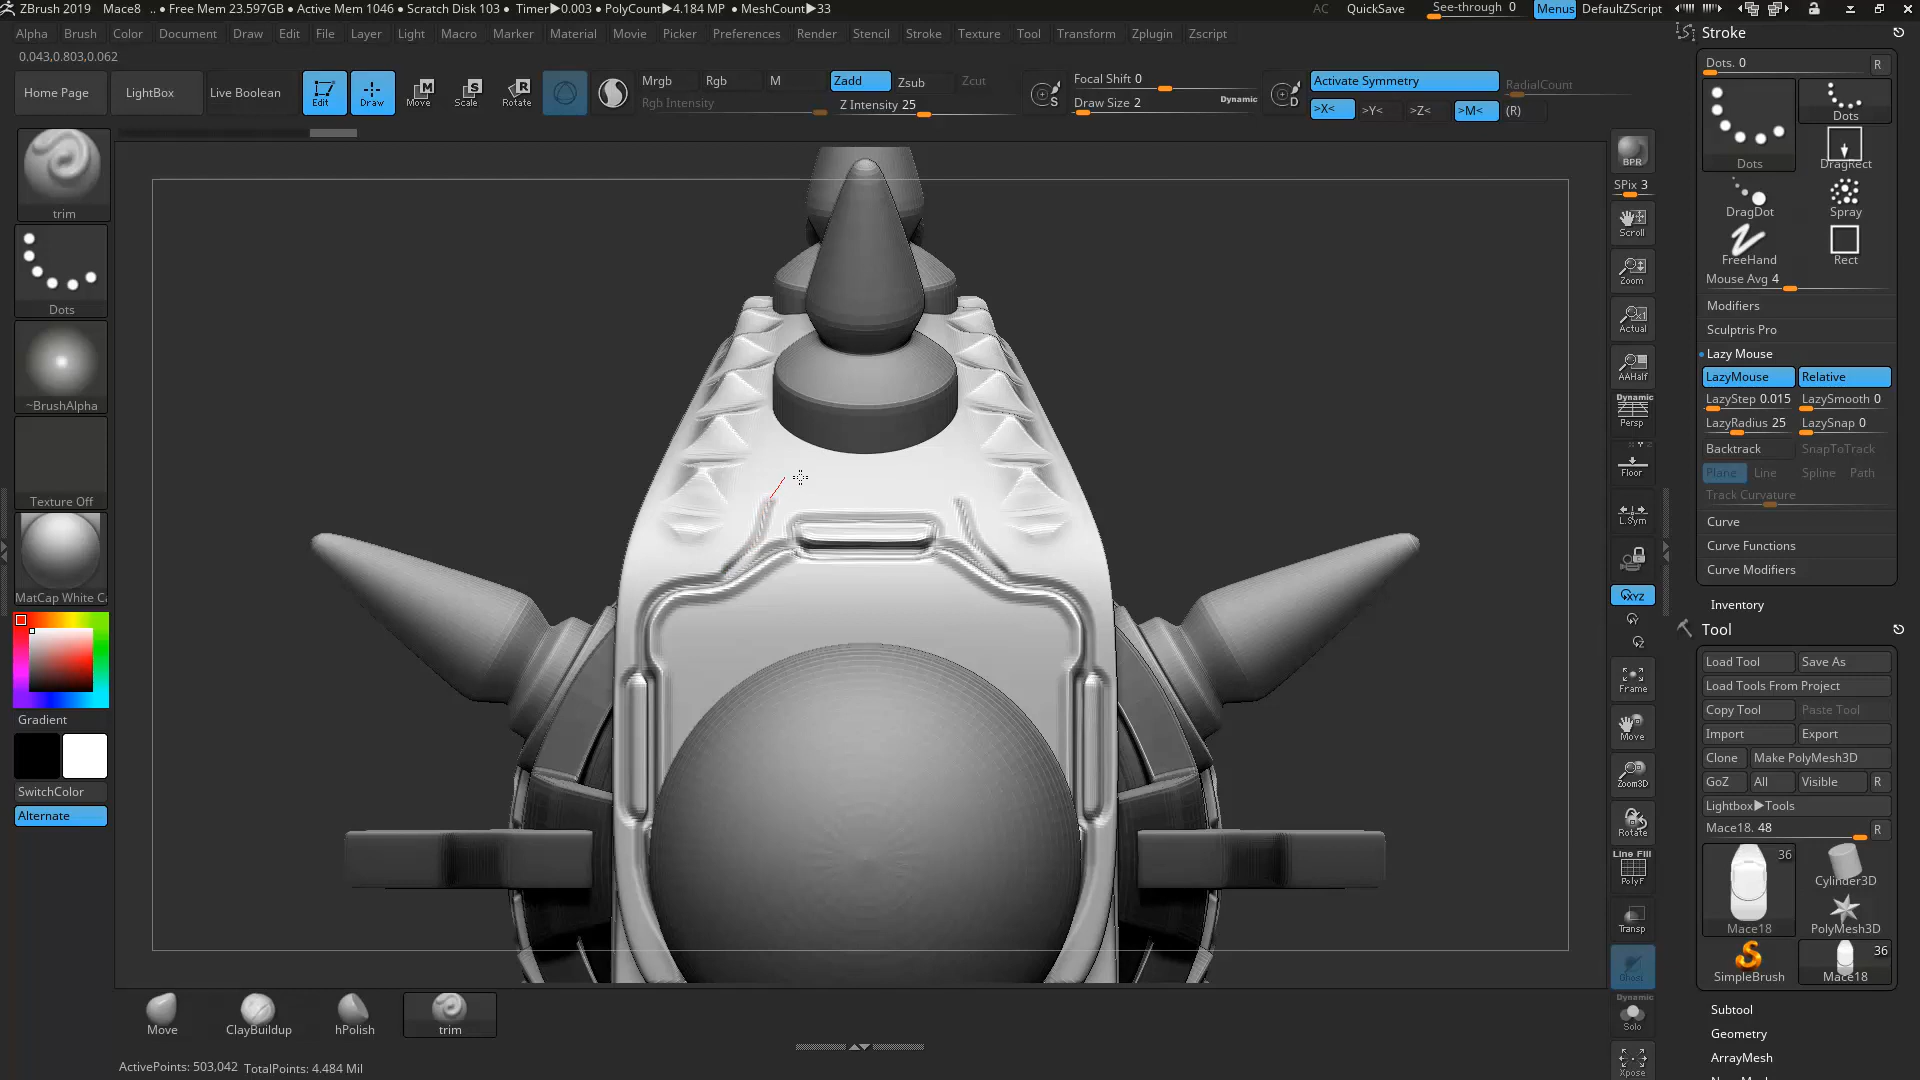 ZBrush 2019 Mace8 .. • Free Mem 23.597GB • Active Mem 1046 • Scratch Disk 103 • Timer▶0.003 • PolyCount▶4.184 MP • MeshCount▶33 AC QuickSave See-through 0 Menus DefaultZScript
Alpha Brush Color Document Draw Edit File Layer Light Macro Marker Material Movie Picker Preferences Render Stencil Stroke Texture Tool Transform Zplugin Zscript
0.043,0.803,0.062
Home Page LightBox Live Boolean
Edit Draw Move Scale Rotate
Mrgb Rgb M Zadd Zsub Zcut
Rgb Intensity Z Intensity 25
Focal Shift 0
Draw Size 2 Dynamic
S D
Activate Symmetry RadialCount
>X< >Y< >Z< >M< (R)
trim
Dots
~BrushAlpha
Texture Off
MatCap White Ca
Gradient
SwitchColor
Alternate
BPR
SPix 3
Scroll
Zoom
Actual
AAHalf
Dynamic
Persp
Floor
L.Sym
XYZ
Frame
Move
Zoom3D
Rotate
Line Fill
PolyF
Transp
Ghost
Dynamic
Solo
Xpose
Stroke
Dots. 0 R
Dots Dots
DragRect
DragDot Spray
FreeHand Rect
Mouse Avg 4
Modifiers
Sculptris Pro
Lazy Mouse
LazyMouse Relative
LazyStep 0.015 LazySmooth 0
LazyRadius 25 LazySnap 0
Backtrack SnapToTrack
Plane Line Spline Path
Track Curvature
Curve
Curve Functions
Curve Modifiers
Inventory
Tool
Load Tool Save As
Load Tools From Project
Copy Tool Paste Tool
Import Export
Clone Make PolyMesh3D
GoZ All Visible R
Lightbox▶Tools
Mace18. 48 R
36
Mace18 Cylinder3D
PolyMesh3D
SimpleBrush 36 Mace18
Subtool
Geometry
ArrayMesh
Move ClayBuildup hPolish trim
ActivePoints: 503,042 TotalPoints: 4.484 Mil